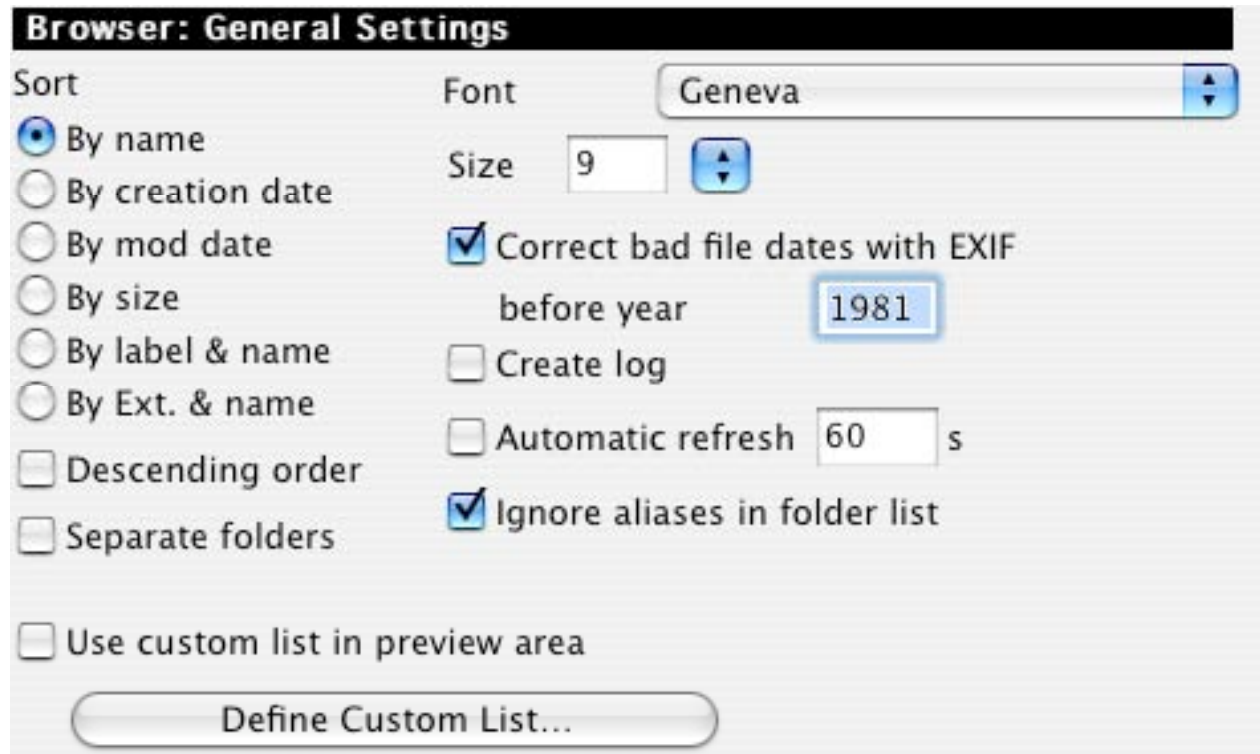 Browser: General Settings
Sort
By name
By creation date
By mod date
By size
By label & name
By Ext. & name
Descending order
Separate folders
Font Geneva
Size 9
Correct bad file dates with EXIF
before year 1981
Create log
Automatic refresh 60 s
Ignore aliases in folder list
Use custom list in preview area
Define Custom List...